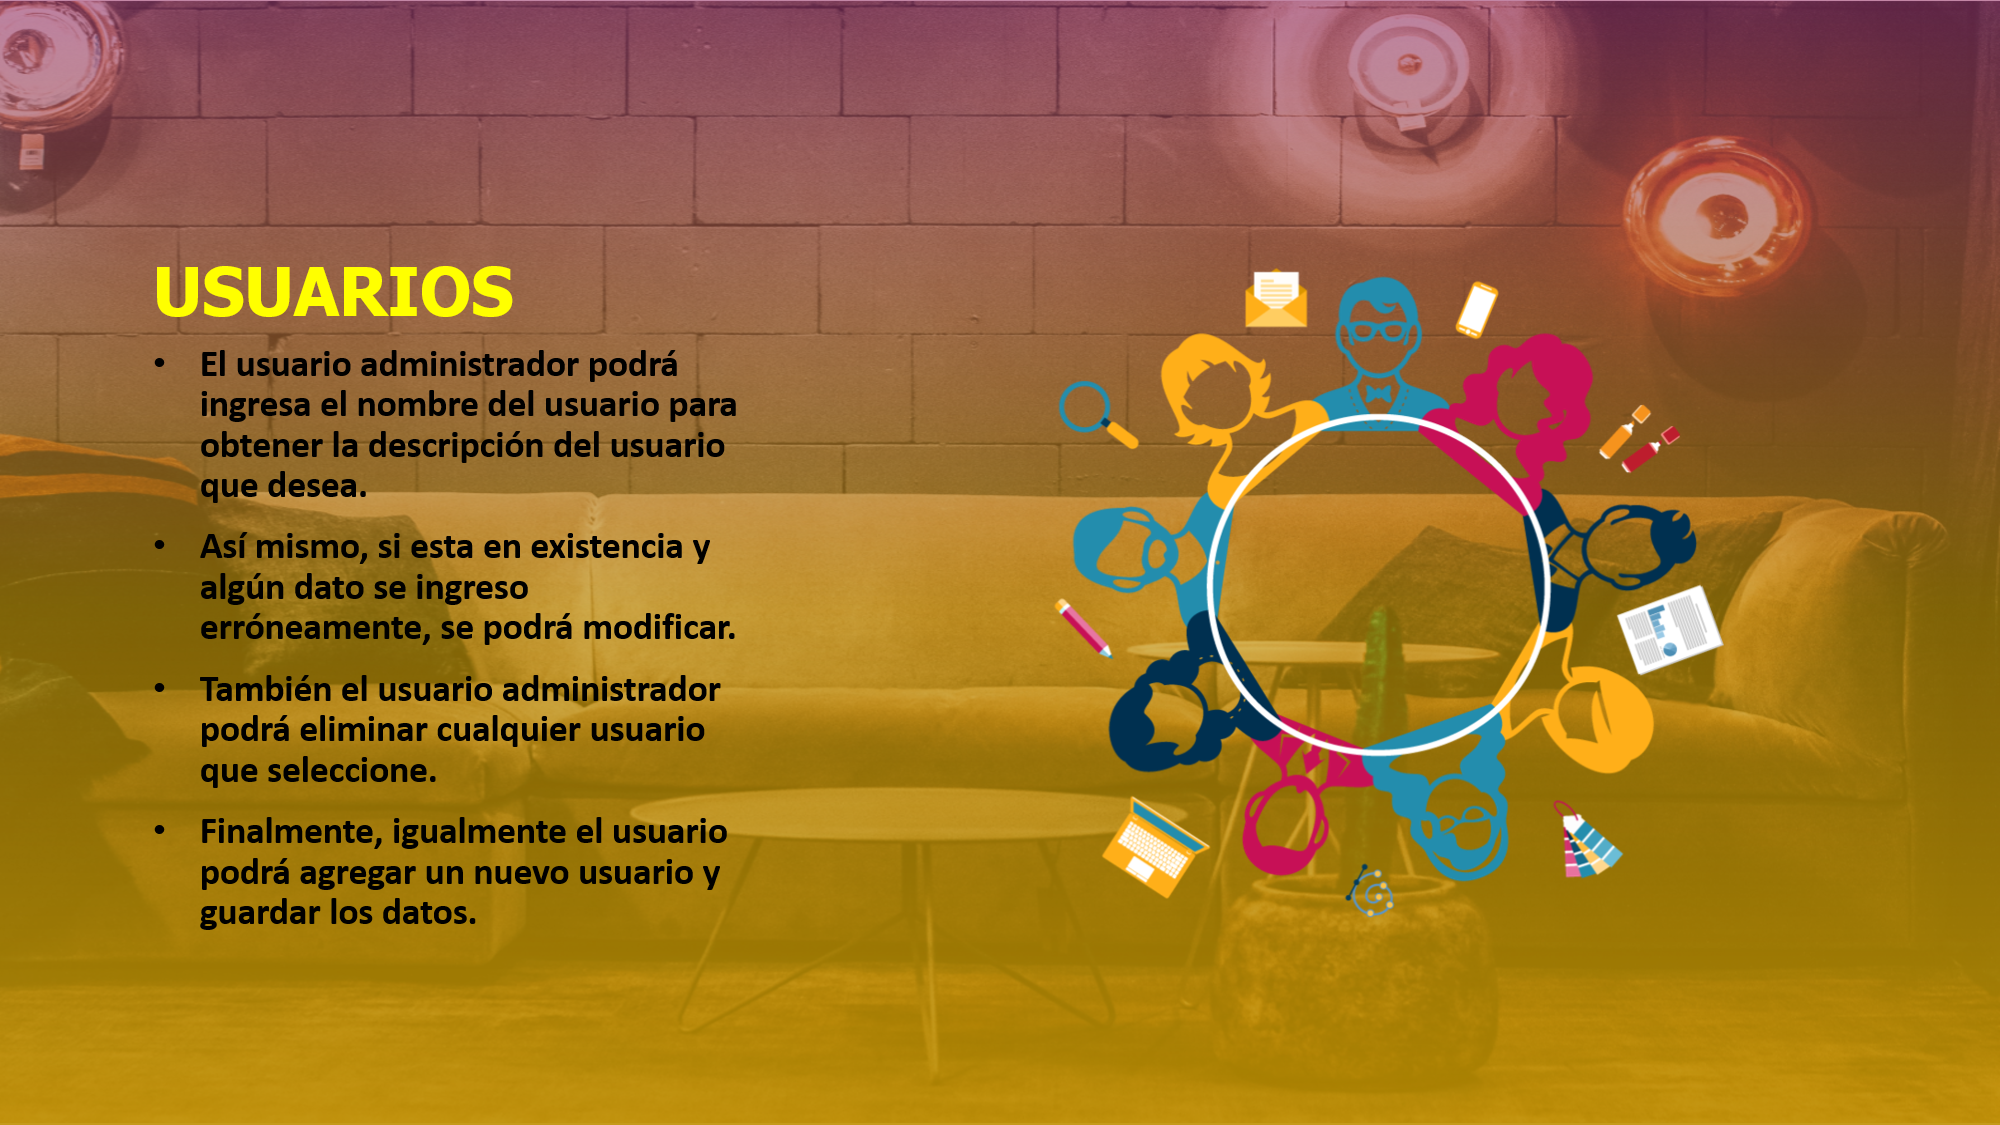 USUARIOS
• El usuario administrador podrá
ingresa el nombre del usuario para
obtener la descripción del usuario
que desea.
• Así mismo, si esta en existencia y
algún dato se ingreso
erróneamente, se podrá modificar.
• También el usuario administrador
podrá eliminar cualquier usuario
que seleccione.
• Finalmente, igualmente el usuario
podrá agregar un nuevo usuario y
guardar los datos.